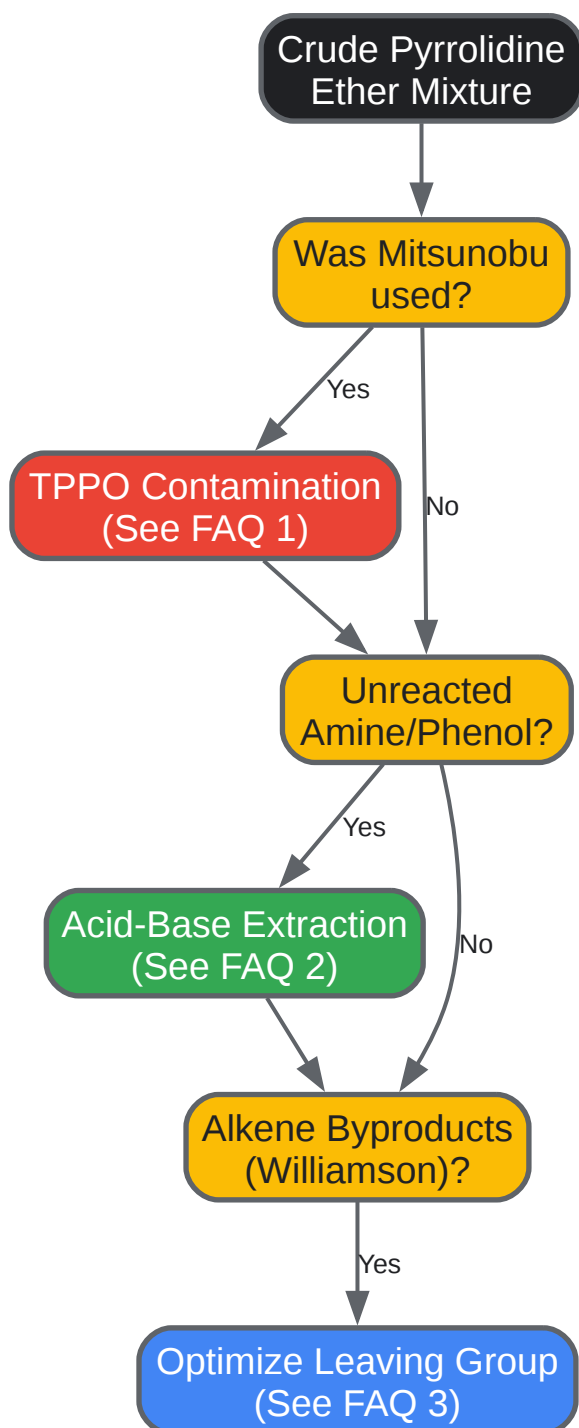 Crude Pyrrolidine
Ether Mixture
Was Mitsunobu
used?
Yes
TPPO Contamination
(See FAQ 1)
No
Unreacted
Amine/Phenol?
Yes
Acid-Base Extraction
(See FAQ 2)
No
Alkene Byproducts
(Williamson)?
Yes
Optimize Leaving Group
(See FAQ 3)